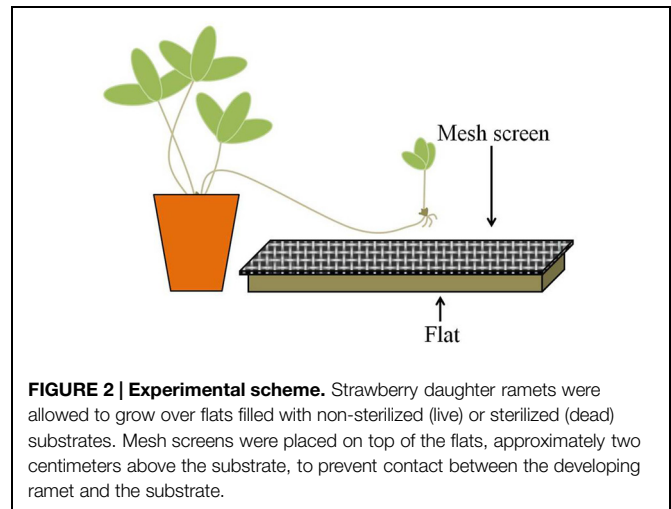 Mesh screen
Flat
FIGURE 2 | Experimental scheme. Strawberry daughter ramets were
allowed to grow over flats filled with non-sterilized (live) or sterilized (dead)
substrates. Mesh screens were placed on top of the flats, approximately two
centimeters above the substrate, to prevent contact between the developing
ramet and the substrate.